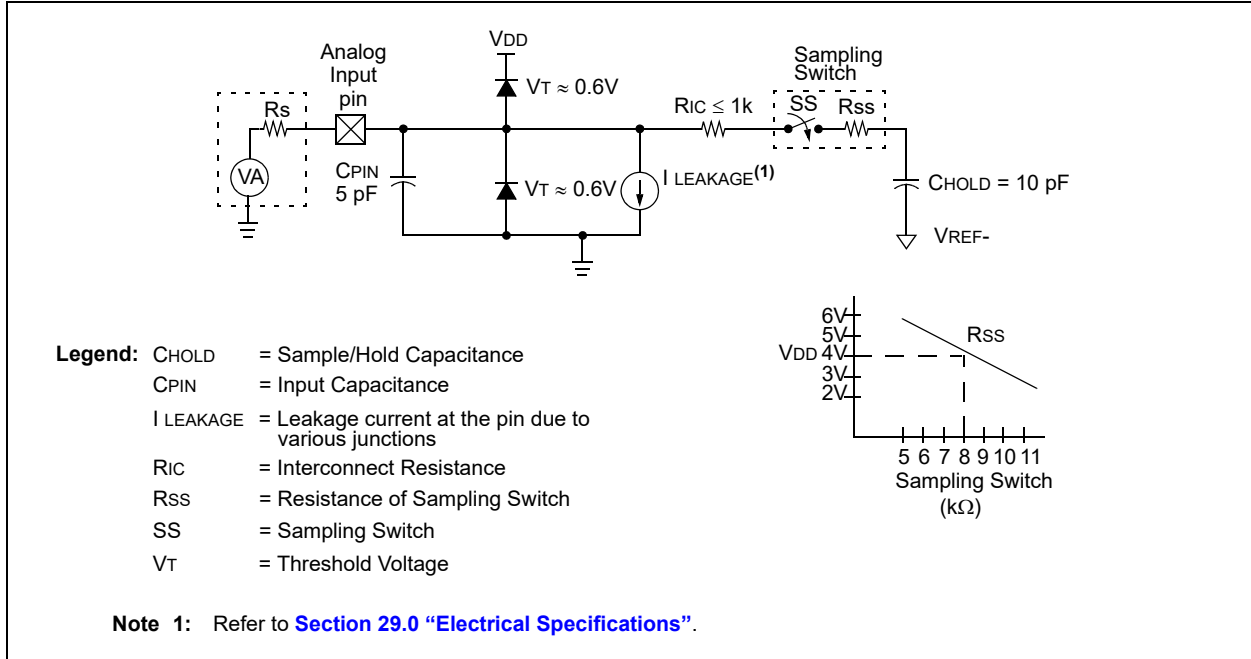 VDD
Analog
Input
pin
VT ≈ 0.6V
Sampling
Switch
Rs
RIC ≤ 1k
SS
Rss
VA
CPIN
5 pF
VT ≈ 0.6V
I LEAKAGE(1)
CHOLD = 10 pF
VREF-
6V
5V
VDD 4V
3V
2V
RSS
5 6 7 8 9 10 11
Sampling Switch
(kΩ)
Legend: CHOLD = Sample/Hold Capacitance
CPIN = Input Capacitance
I LEAKAGE = Leakage current at the pin due to
various junctions
RIC = Interconnect Resistance
RSS = Resistance of Sampling Switch
SS = Sampling Switch
VT = Threshold Voltage
Note 1: Refer to Section 29.0 “Electrical Specifications”.